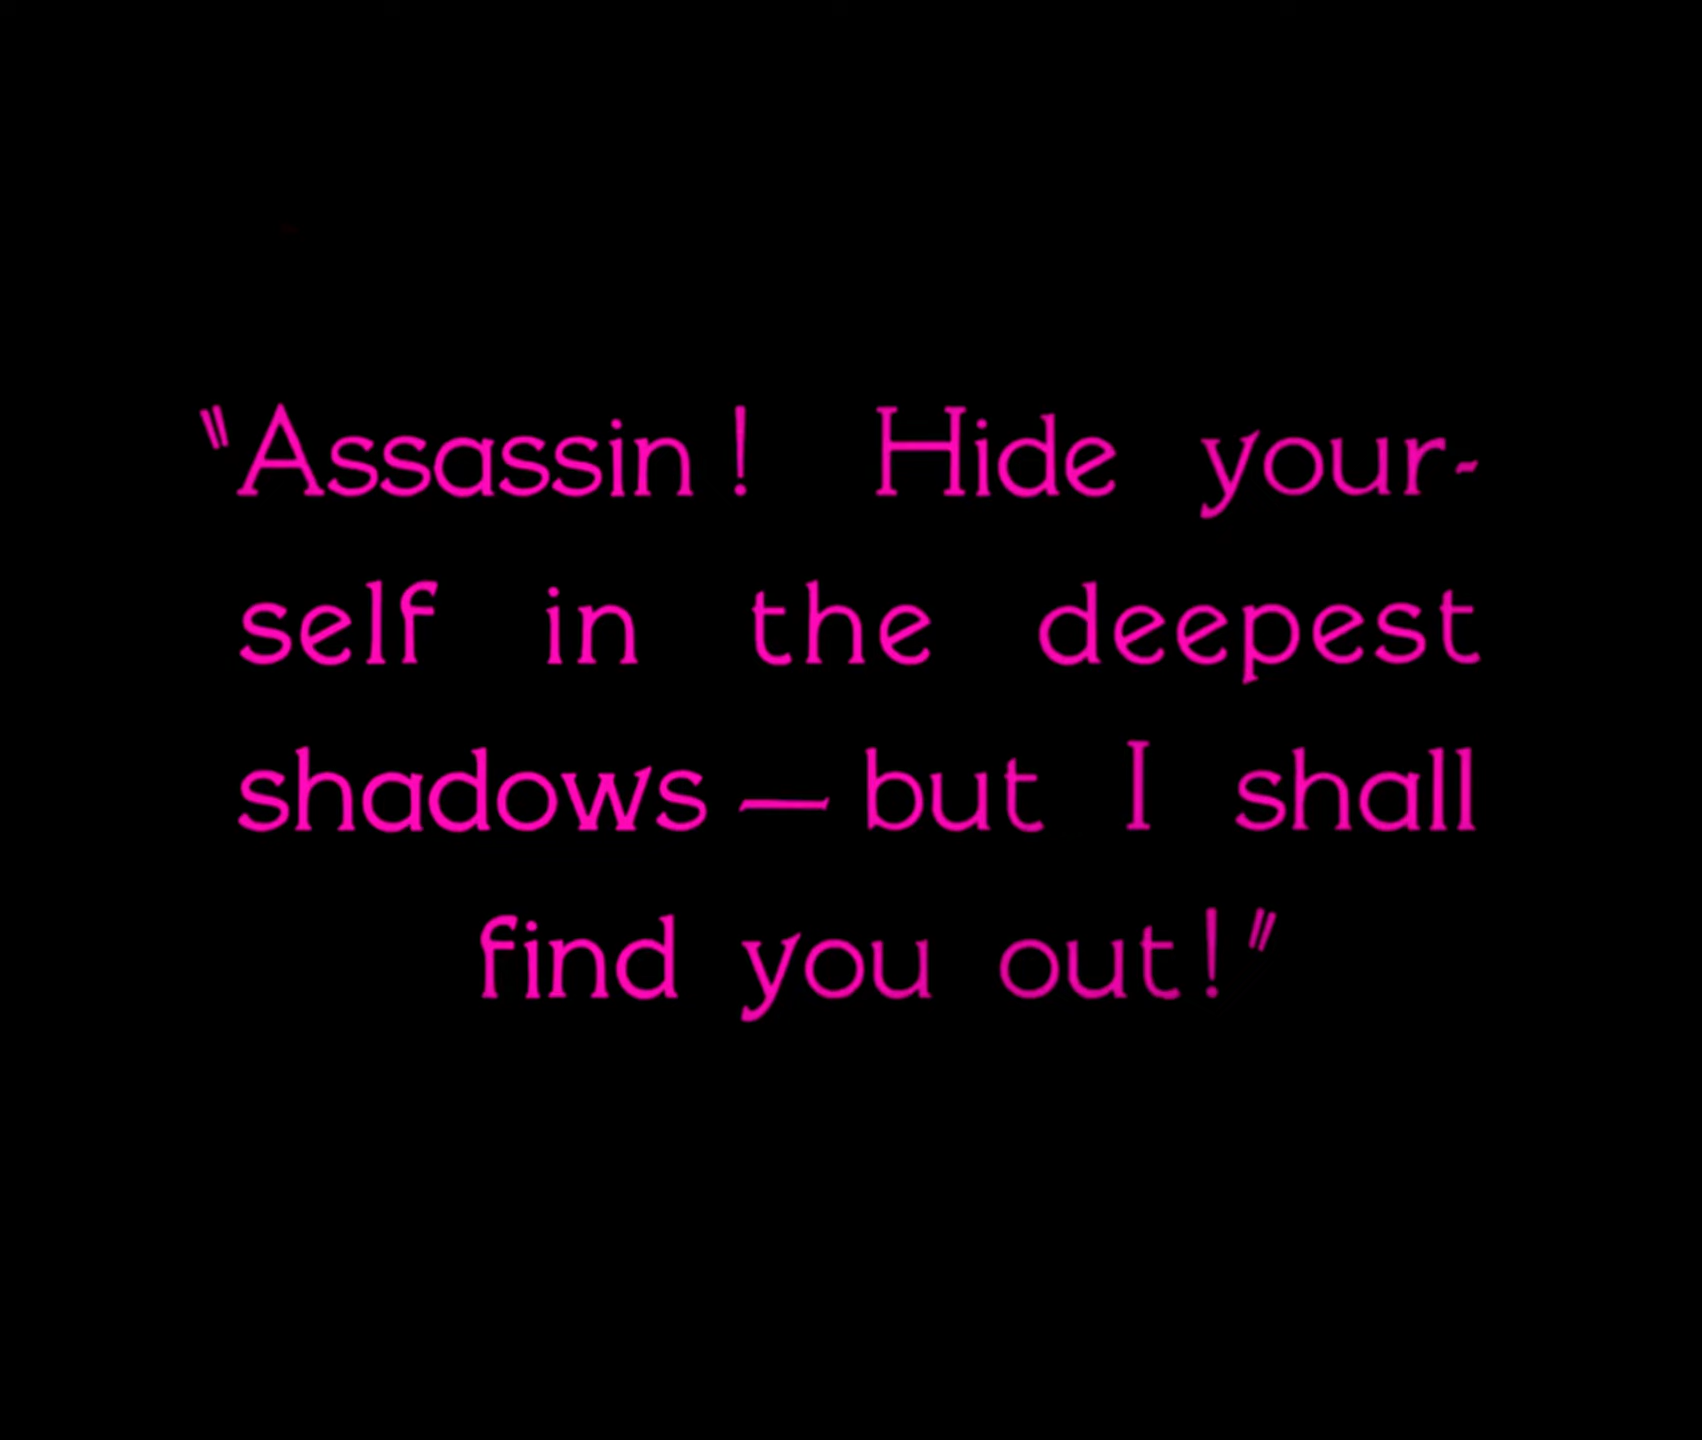 "Assassin! Hide your-
self in the deepest
shadows — but I shall
find you out!"